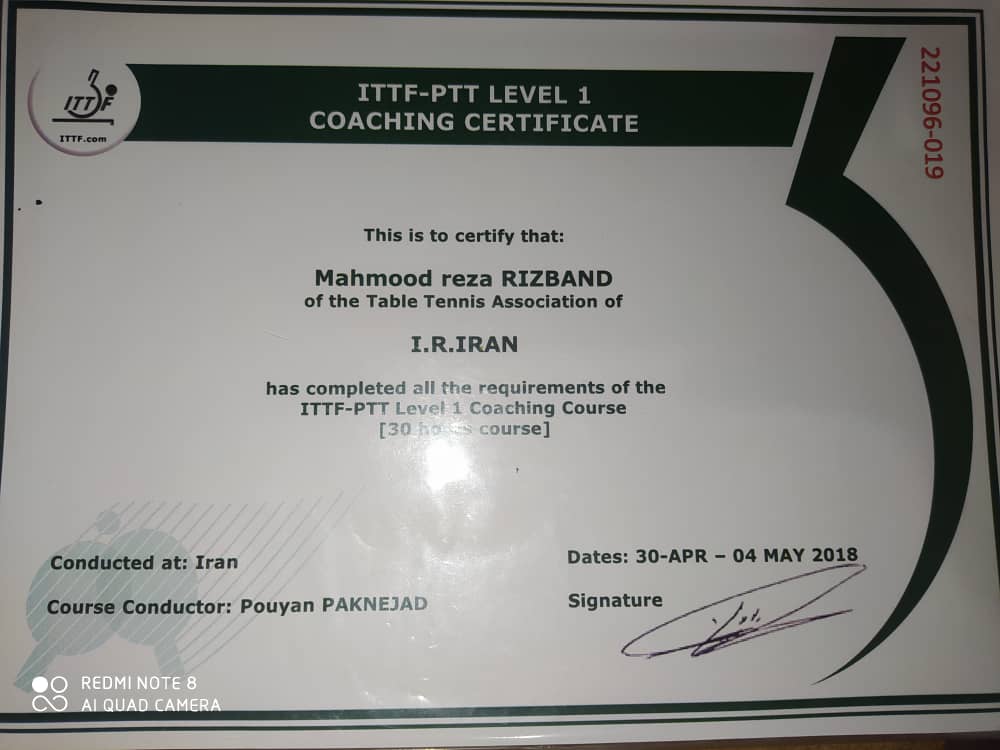 ITTF
ITTF.com
ITTF-PTT LEVEL 1
COACHING CERTIFICATE
221096-019
This is to certify that:
Mahmood reza RIZBAND
of the Table Tennis Association of
I.R.IRAN
has completed all the requirements of the
ITTF-PTT Level 1 Coaching Course
[30 hours course]
Conducted at: Iran
Dates: 30-APR – 04 MAY 2018
Course Conductor: Pouyan PAKNEJAD
Signature
REDMI NOTE 8
AI QUAD CAMERA